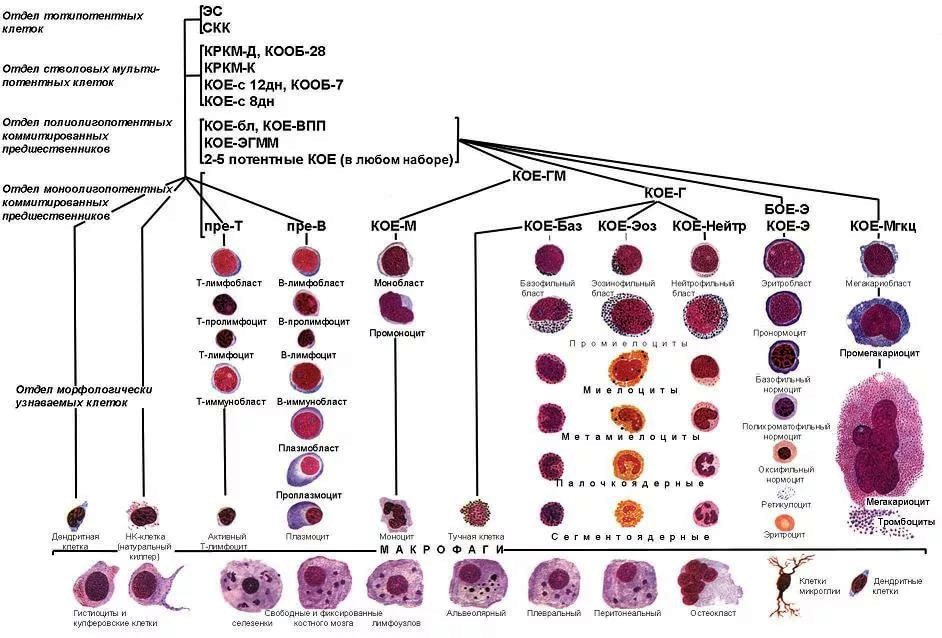 Отдел тотипотентных
клеток
ЭС
СКК
Отдел стволовых мульти-
потентных клеток
КРКМ-Д, КООБ-28
КРКМ-К
КОЕ-с 12дн, КООБ-7
КОЕ-с 8дн
Отдел полиолигопотентных
коммитированных
предшественников
КОЕ-бл, КОЕ-ВПП
КОЕ-ЭГММ
2-5 потентные КОЕ (в любом наборе)
Отдел моноолигопотентных
коммитированных
предшественников
КОЕ-ГМ
КОЕ-Г
БОЕ-Э
пре-Т
пре-В
КОЕ-М
КОЕ-Баз
КОЕ-Эоз
КОЕ-Нейтр
КОЕ-Э
КОЕ-Мгкц
Т-лимфобласт
В-лимфобласт
Монобласт
Базофильный
бласт
Эозинофильный
бласт
Нейтрофильный
бласт
Эритробласт
Мегакариобласт
Т-пролимфоцит
В-пролимфоцит
Промоноцит
Промиелоциты
Пронормоцит
Промегакариоцит
Т-лимфоцит
В-лимфоцит
Отдел морфологически
узнаваемых клеток
Т-иммунобласт
В-иммунобласт
Миелоциты
Базофильный
нормоцит
Плазмобласт
Метамиелоциты
Полихроматофильный
нормоцит
Проплазмоцит
Палочкоядерные
Оксифильный
нормоцит
Мегакариоцит
Ретикулоцит
Тромбоциты
Дендритная
клетка
НК-клетка
(натуральный
киллер)
Активный
Т-лимфоцит
Плазмоцит
Моноцит
Тучная клетка
Сегментоядерные
Эритроцит
МАКРОФАГИ
Гистиоциты и
купферовские клетки
Свободные и фиксированные
селезенки
костного мозга
лимфоузлов
Альвеолярный
Плевральный
Перитонеальный
Остеокласт
Клетки
микроглии
Дендритные
клетки